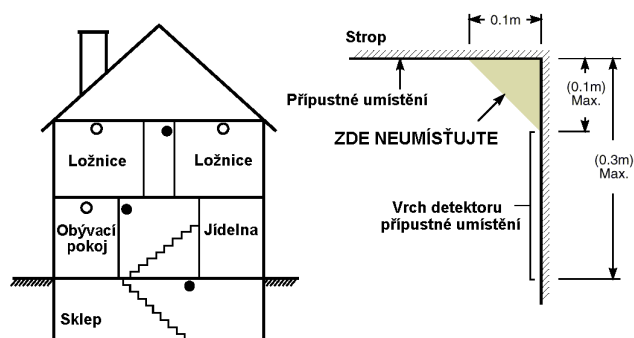 Strop
0.1m
Přípustné umístění
ZDE NEUMÍSŤUJTE
(0.1m)
Max.
(0.3m)
Max.
Vrch detektoru
přípustné umístění
Ložnice
Ložnice
Obývací
pokoj
Jídelna
Sklep